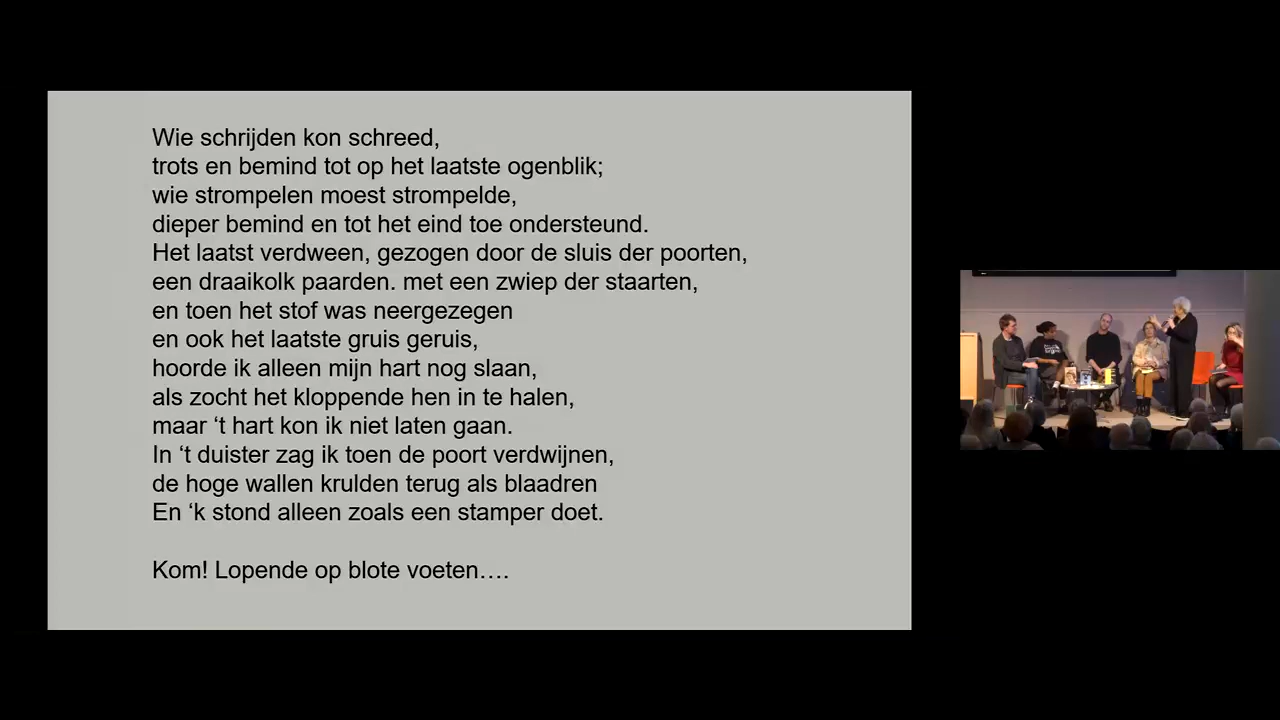 Wie schrijden kon schreed,
trots en bemind tot op het laatste ogenblik;
wie strompelen moest strompelde,
dieper bemind en tot het eind toe ondersteund.
Het laatst verdween, gezogen door de sluis der poorten,
een draaikolk paarden. met een zwiep der staarten,
en toen het stof was neergezegen
en ook het laatste gruis geruis,
hoorde ik alleen mijn hart nog slaan,
als zocht het kloppende hen in te halen,
maar ‘t hart kon ik niet laten gaan.
In ‘t duister zag ik toen de poort verdwijnen,
de hoge wallen krulden terug als blaadren
En ‘k stond alleen zoals een stamper doet.
Kom! Lopende op blote voeten….